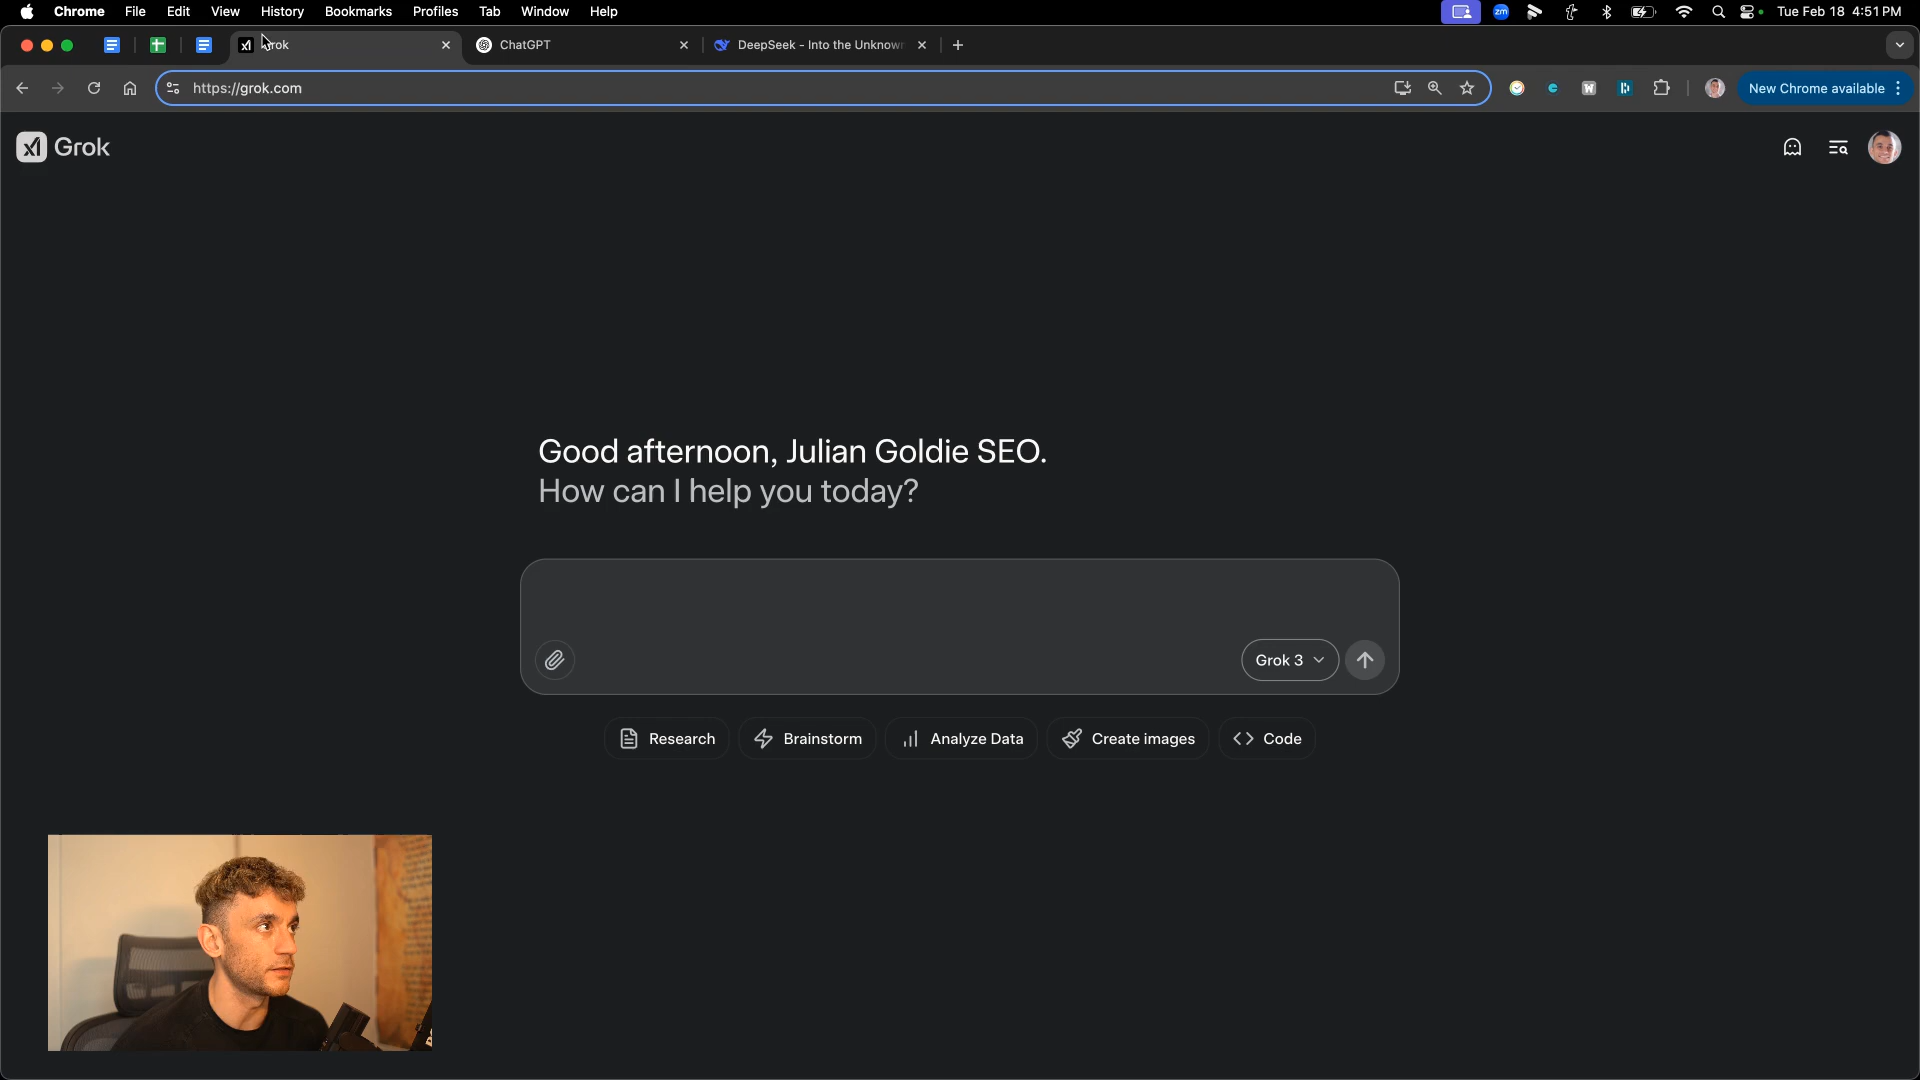 Chrome File Edit View History Bookmarks Profiles Tab Window Help zm Tue Feb 18 4:51 PM
Grok ChatGPT DeepSeek - Into the Unknown
https://grok.com New Chrome available
Grok
Good afternoon, Julian Goldie SEO.
How can I help you today?
Grok 3
Research Brainstorm Analyze Data Create images Code